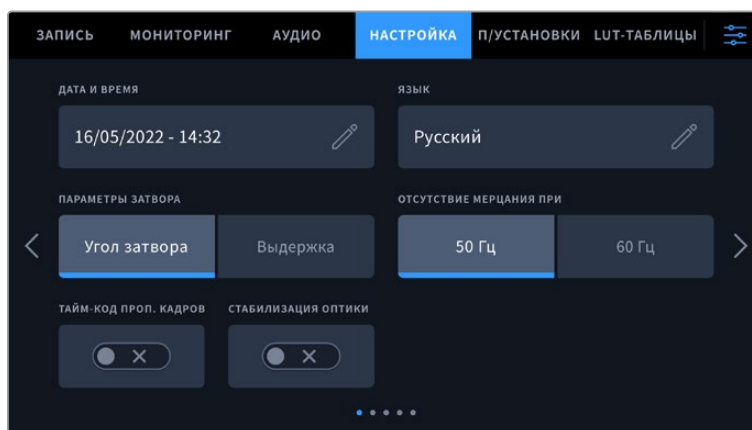 ЗАПИСЬ МОНИТОРИНГ АУДИО НАСТРОЙКА П/УСТАНОВКИ LUT-ТАБЛИЦЫ
ДАТА И ВРЕМЯ ЯЗЫК
16/05/2022 - 14:32 Русский
ПАРАМЕТРЫ ЗАТВОРА ОТСУТСТВИЕ МЕРЦАНИЯ ПРИ
Угол затвора Выдержка 50 Гц 60 Гц
ТАЙМ-КОД ПРОП. КАДРОВ СТАБИЛИЗАЦИЯ ОПТИКИ